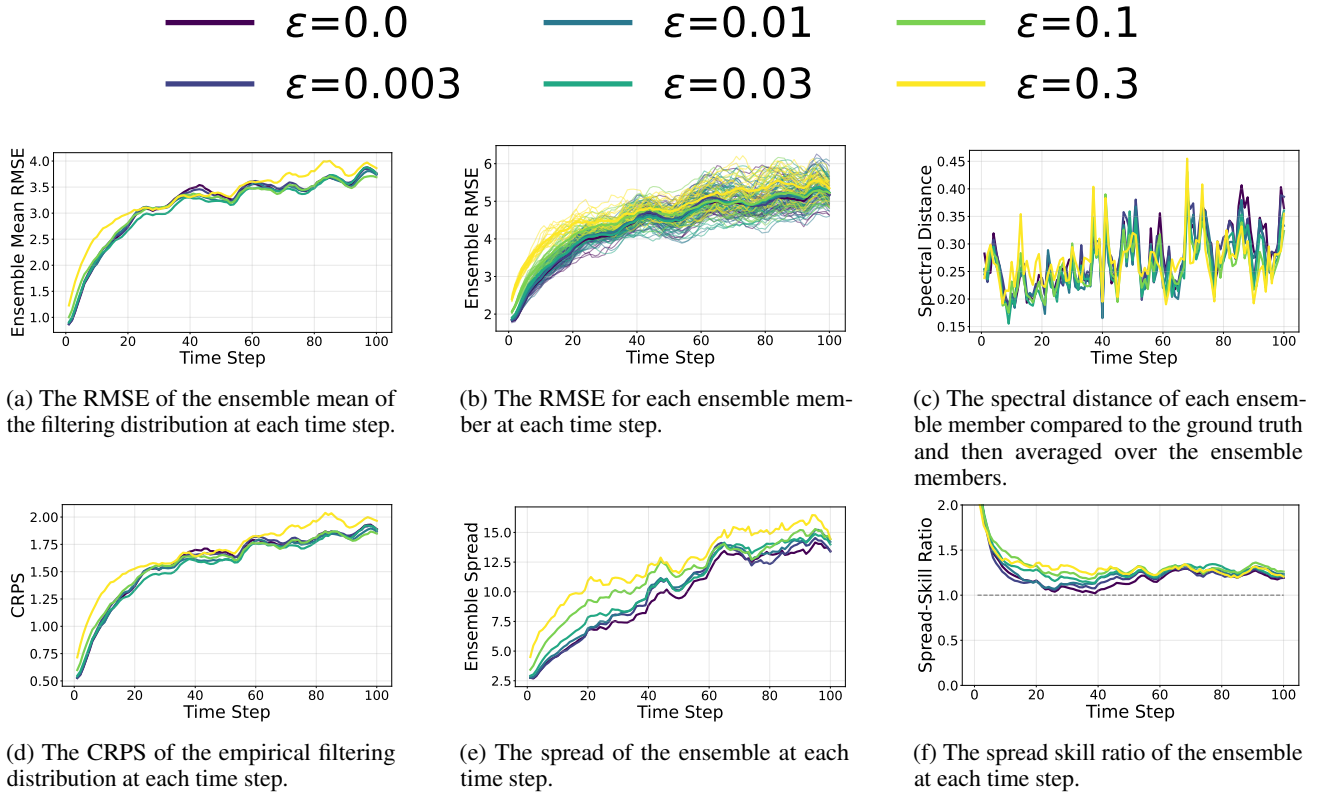 ε=0.0 ε=0.01 ε=0.1
ε=0.003 ε=0.03 ε=0.3
Ensemble Mean RMSE
4.0
3.5
3.0
2.5
2.0
1.5
1.0
0 20 40 60 80 100
Time Step
(a) The RMSE of the ensemble mean of
the filtering distribution at each time step.
Ensemble RMSE
6
5
4
3
2
0 20 40 60 80 100
Time Step
(b) The RMSE for each ensemble mem-
ber at each time step.
Spectral Distance
0.45
0.40
0.35
0.30
0.25
0.20
0.15
0 20 40 60 80 100
Time Step
(c) The spectral distance of each ensem-
ble member compared to the ground truth
and then averaged over the ensemble
members.
CRPS
2.00
1.75
1.50
1.25
1.00
0.75
0.50
0 20 40 60 80 100
Time Step
(d) The CRPS of the empirical filtering
distribution at each time step.
Ensemble Spread
15.0
12.5
10.0
7.5
5.0
2.5
0 20 40 60 80 100
Time Step
(e) The spread of the ensemble at each
time step.
Spread-Skill Ratio
2.0
1.5
1.0
0.5
0.0
0 20 40 60 80 100
Time Step
(f) The spread skill ratio of the ensemble
at each time step.